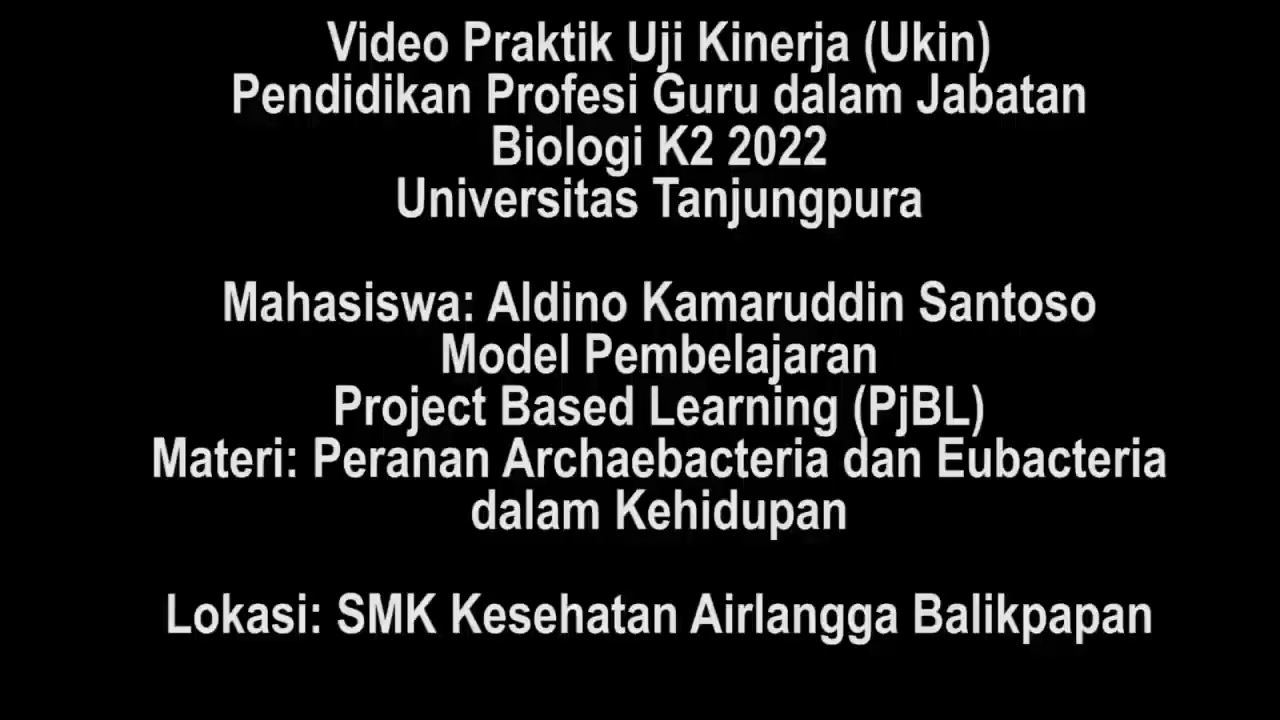 Video Praktik Uji Kinerja (Ukin)
Pendidikan Profesi Guru dalam Jabatan
Biologi K2 2022
Universitas Tanjungpura
Mahasiswa: Aldino Kamaruddin Santoso
Model Pembelajaran
Project Based Learning (PjBL)
Materi: Peranan Archaebacteria dan Eubacteria
dalam Kehidupan
Lokasi: SMK Kesehatan Airlangga Balikpapan